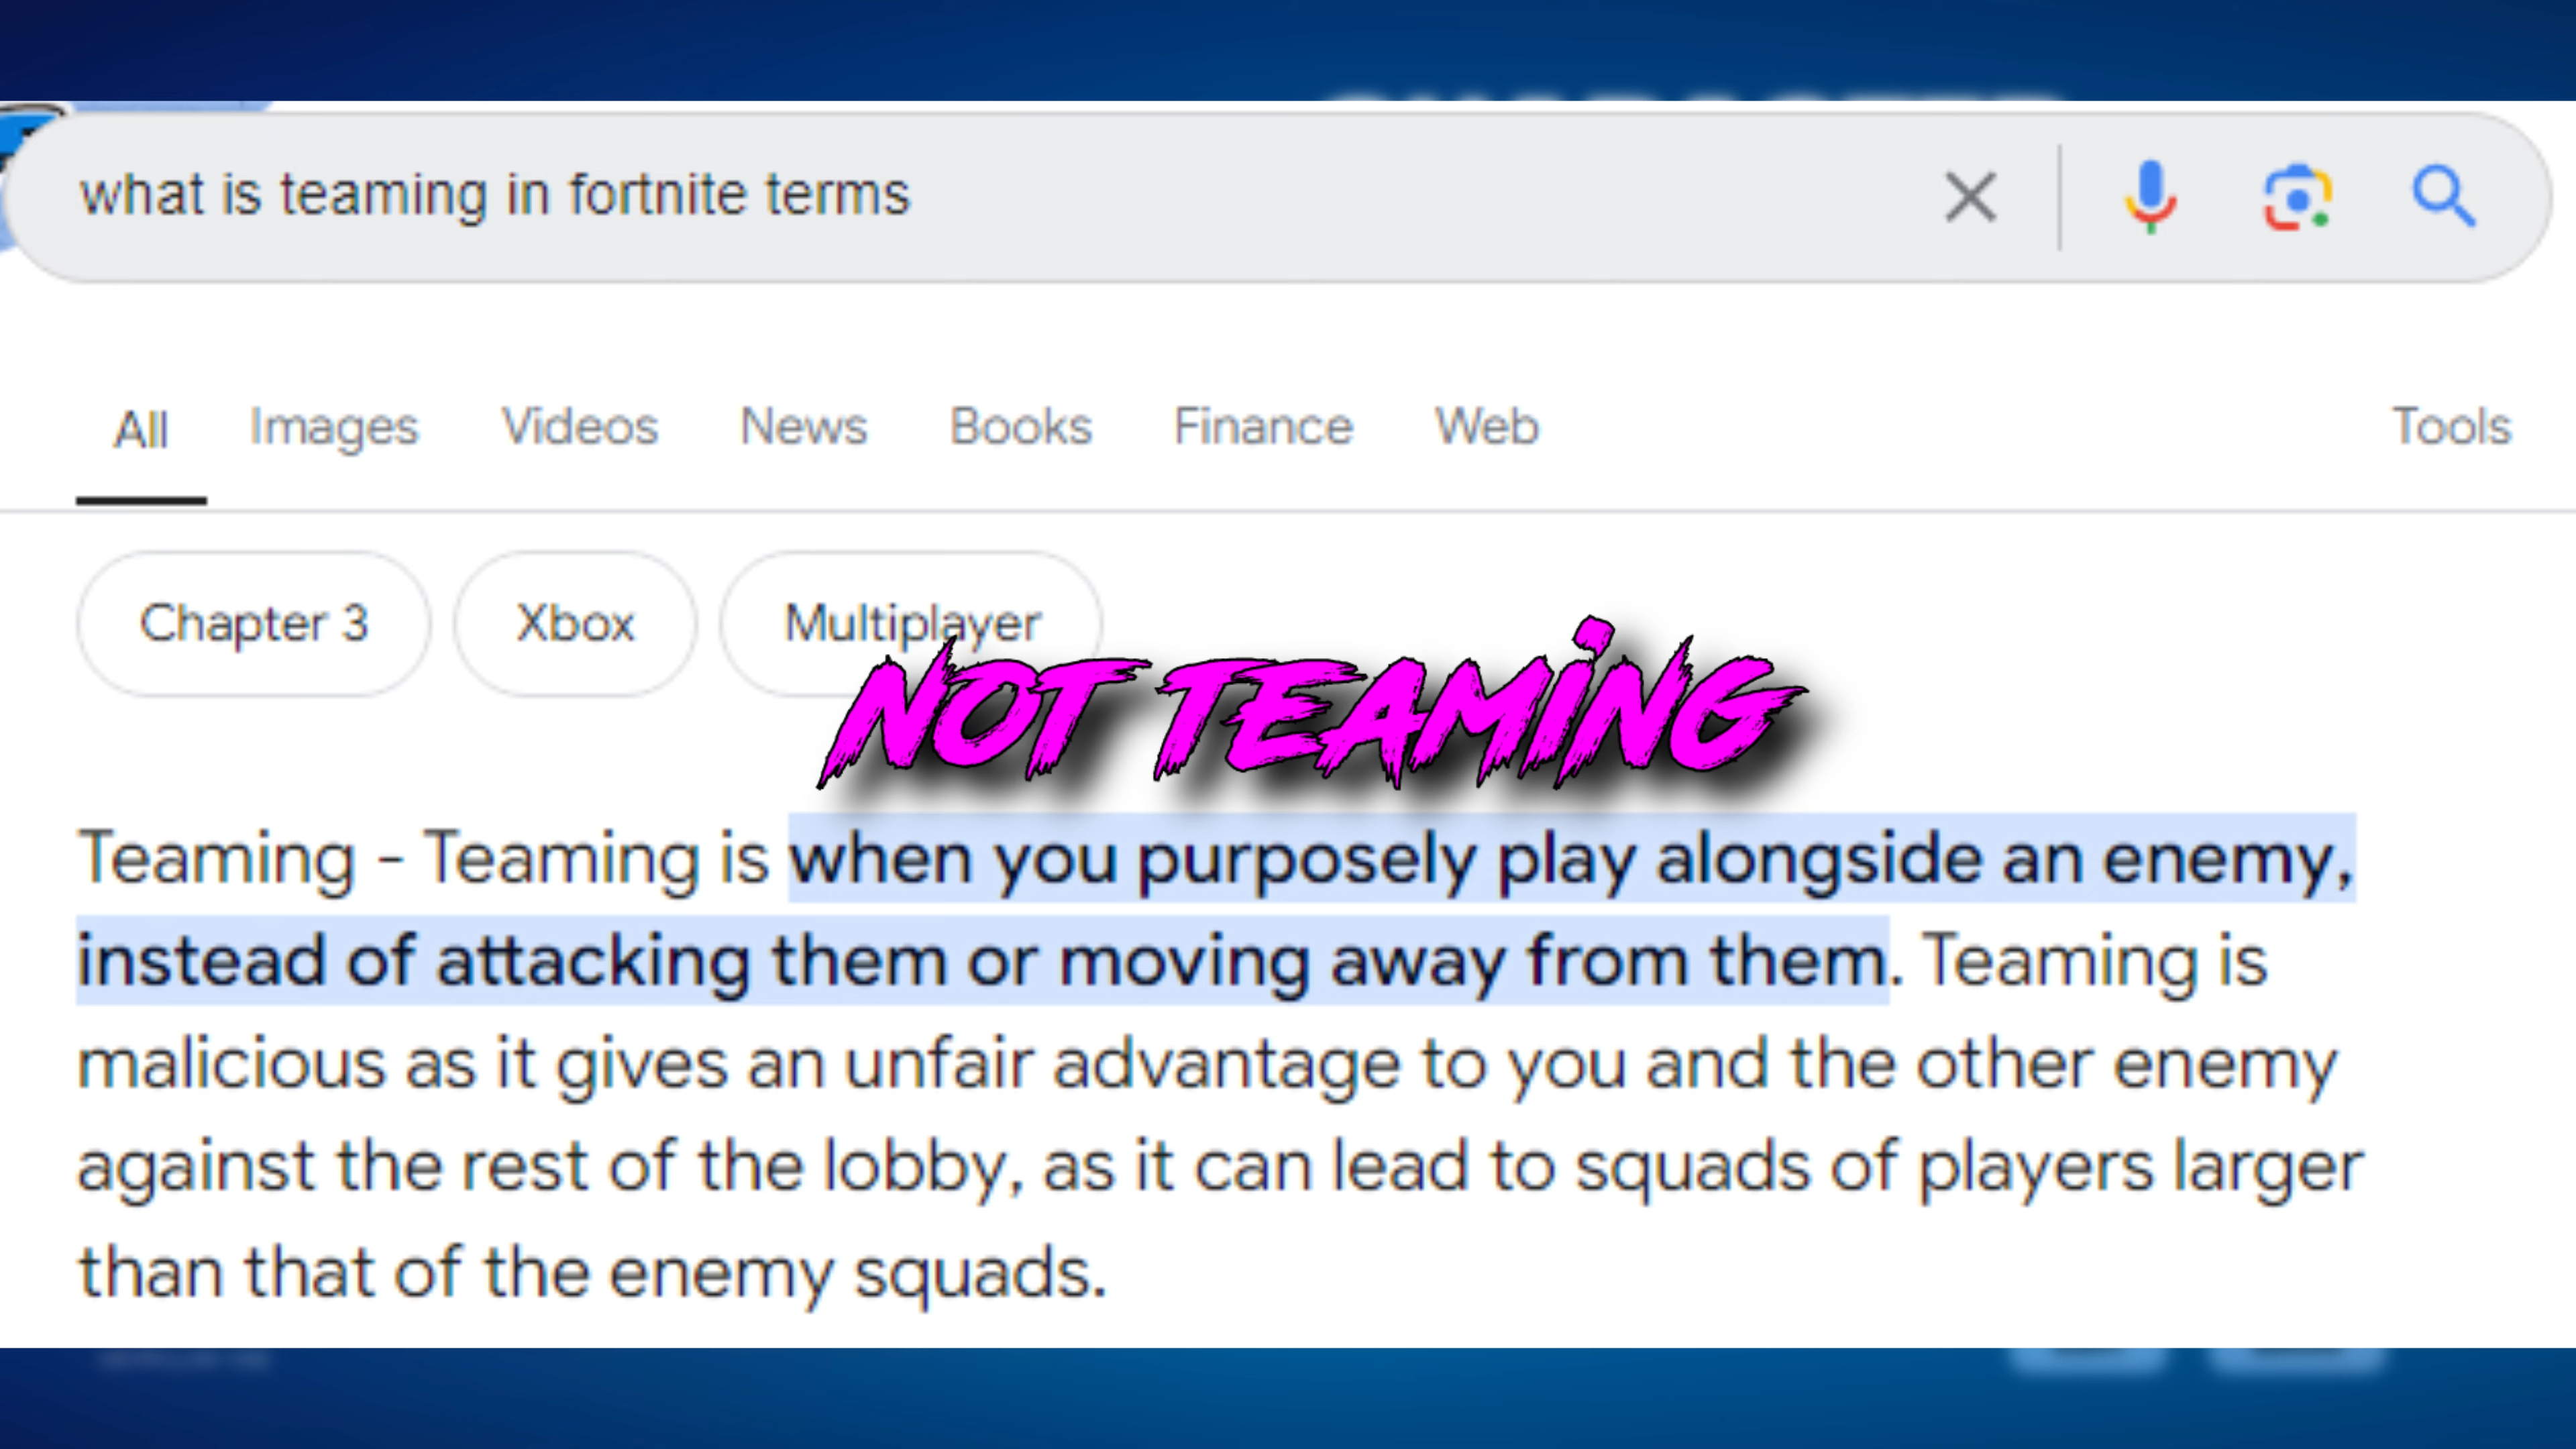 what is teaming in fortnite terms
All Images Videos News Books Finance Web Tools
Chapter 3 Xbox Multiplayer
NOT TEAMING
Teaming - Teaming is when you purposely play alongside an enemy,
instead of attacking them or moving away from them. Teaming is
malicious as it gives an unfair advantage to you and the other enemy
against the rest of the lobby, as it can lead to squads of players larger
than that of the enemy squads.